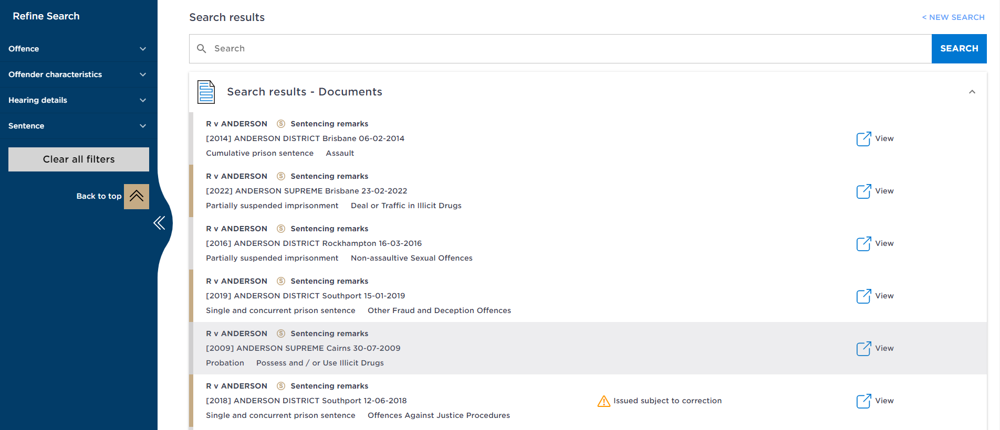 Refine Search
Offence
Offender characteristics
Hearing details
Sentence
Clear all filters
Back to top
Search results
< NEW SEARCH
Search
SEARCH
Search results - Documents
R v ANDERSON Ⓢ Sentencing remarks
[2014] ANDERSON DISTRICT Brisbane 06-02-2014
View
Cumulative prison sentence Assault
R v ANDERSON Ⓢ Sentencing remarks
[2022] ANDERSON SUPREME Brisbane 23-02-2022
View
Partially suspended imprisonment Deal or Traffic in Illicit Drugs
R v ANDERSON Ⓢ Sentencing remarks
[2016] ANDERSON DISTRICT Rockhampton 16-03-2016
View
Partially suspended imprisonment Non-assaultive Sexual Offences
R v ANDERSON Ⓢ Sentencing remarks
[2019] ANDERSON DISTRICT Southport 15-01-2019
View
Single and concurrent prison sentence Other Fraud and Deception Offences
R v ANDERSON Ⓢ Sentencing remarks
[2009] ANDERSON SUPREME Cairns 30-07-2009
View
Probation Possess and / or Use Illicit Drugs
R v ANDERSON Ⓢ Sentencing remarks
[2018] ANDERSON DISTRICT Southport 12-06-2018
Issued subject to correction
View
Single and concurrent prison sentence Offences Against Justice Procedures